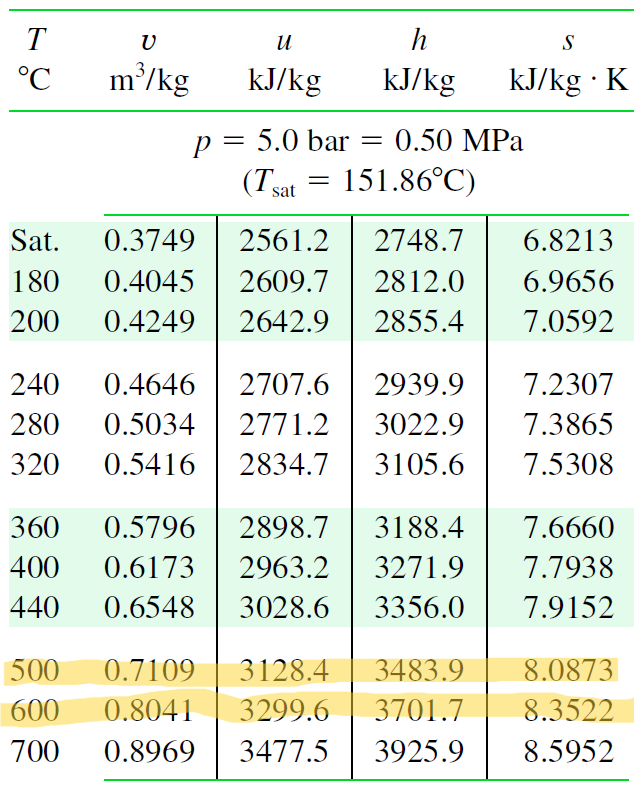 T v u h s
°C m³/kg kJ/kg kJ/kg kJ/kg · K
p = 5.0 bar = 0.50 MPa
(Tsat = 151.86°C)
Sat. 0.3749 2561.2 2748.7 6.8213
180 0.4045 2609.7 2812.0 6.9656
200 0.4249 2642.9 2855.4 7.0592
240 0.4646 2707.6 2939.9 7.2307
280 0.5034 2771.2 3022.9 7.3865
320 0.5416 2834.7 3105.6 7.5308
360 0.5796 2898.7 3188.4 7.6660
400 0.6173 2963.2 3271.9 7.7938
440 0.6548 3028.6 3356.0 7.9152
500 0.7109 3128.4 3483.9 8.0873
600 0.8041 3299.6 3701.7 8.3522
700 0.8969 3477.5 3925.9 8.5952